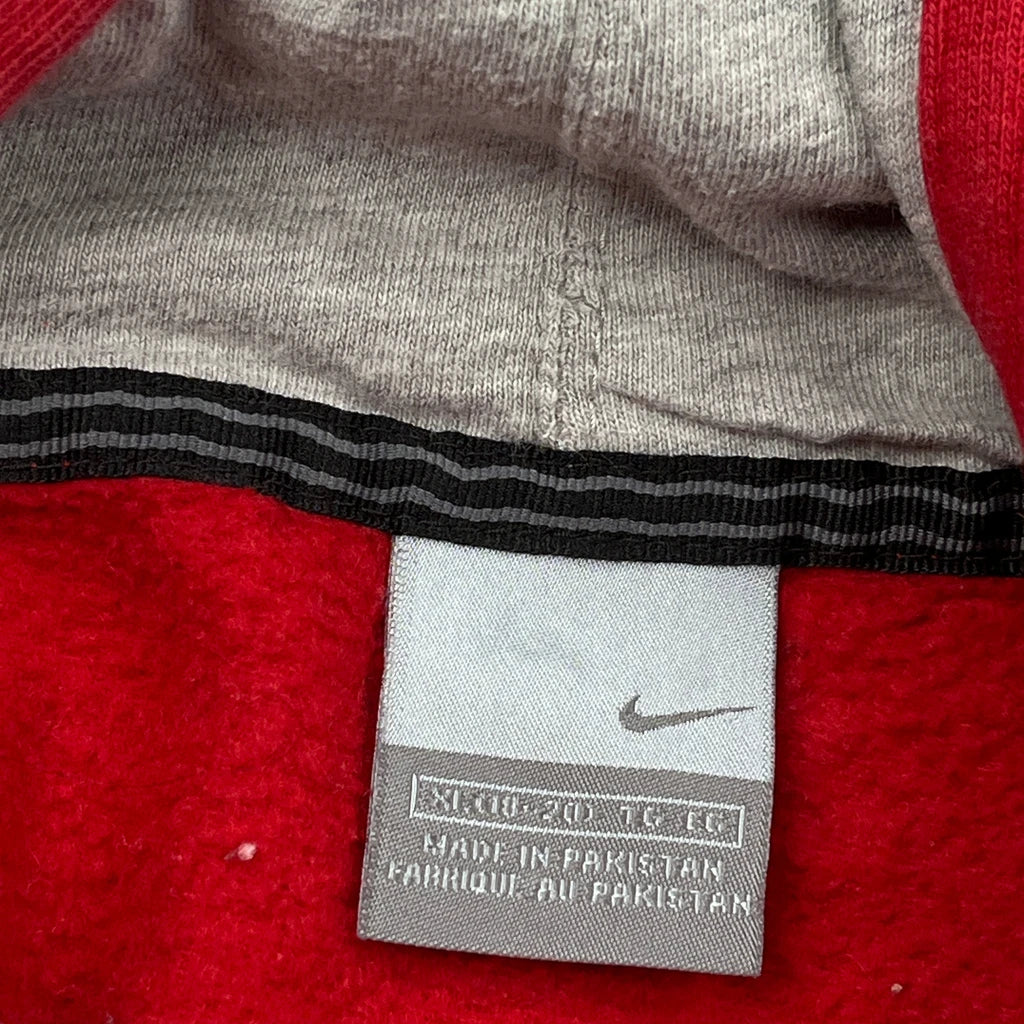 XL (18-20) TG EG
MADE IN PAKISTAN
FABRIQUE AU PAKISTAN